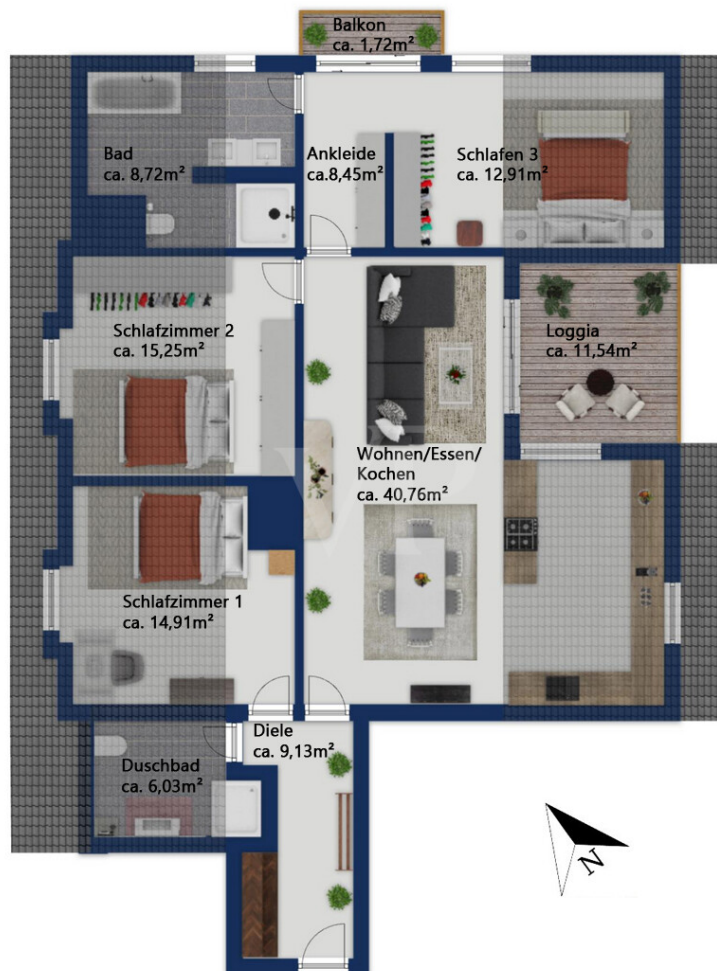 Balkon
ca. 1,72m²
Bad
ca. 8,72m²
Ankleide
ca.8,45m²
Schlafen 3
ca. 12,91m²
Schlafzimmer 2
ca. 15,25m²
Loggia
ca. 11,54m²
Wohnen/Essen/
Kochen
ca. 40,76m²
Schlafzimmer 1
ca. 14,91m²
Diele
ca. 9,13m²
Duschbad
ca. 6,03m²
N
VP